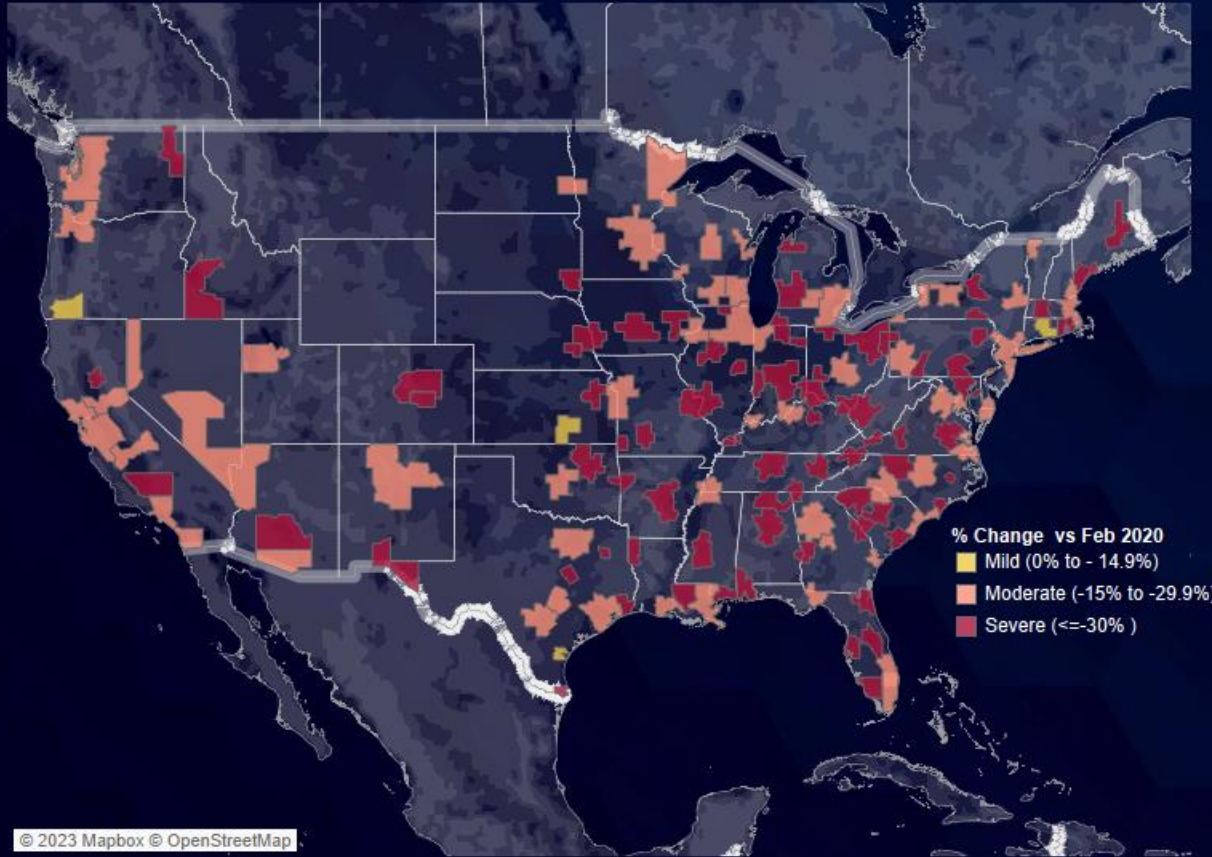 % Change vs Feb 2020
Mild (0% to - 14.9%)
Moderate (-15% to -29.9%)
Severe (<=-30% )
© 2023 Mapbox © OpenStreetMap